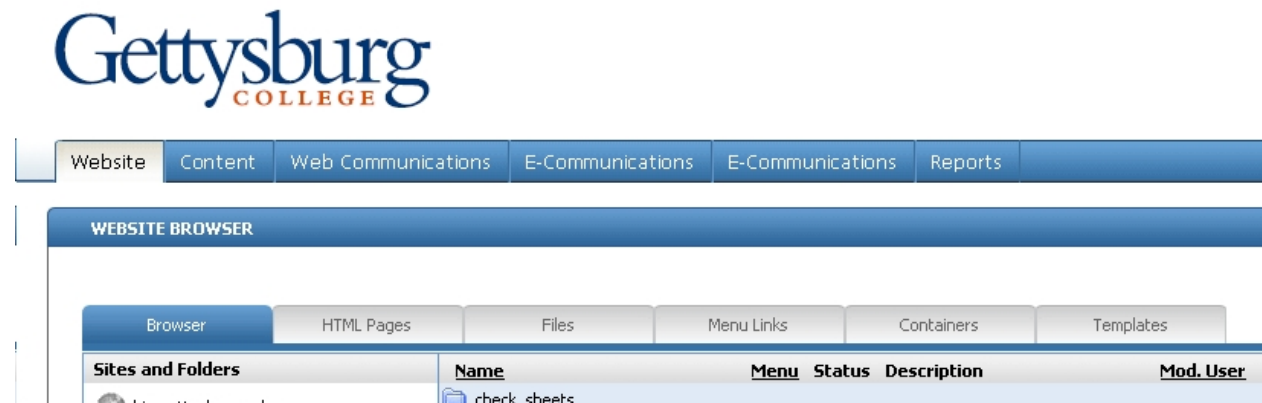 Gettysburg
COLLEGE
Website Content Web Communications E-Communications E-Communications Reports
WEBSITE BROWSER
Browser HTML Pages Files Menu Links Containers Templates
Sites and Folders Name Menu Status Description Mod. User
check_sheets